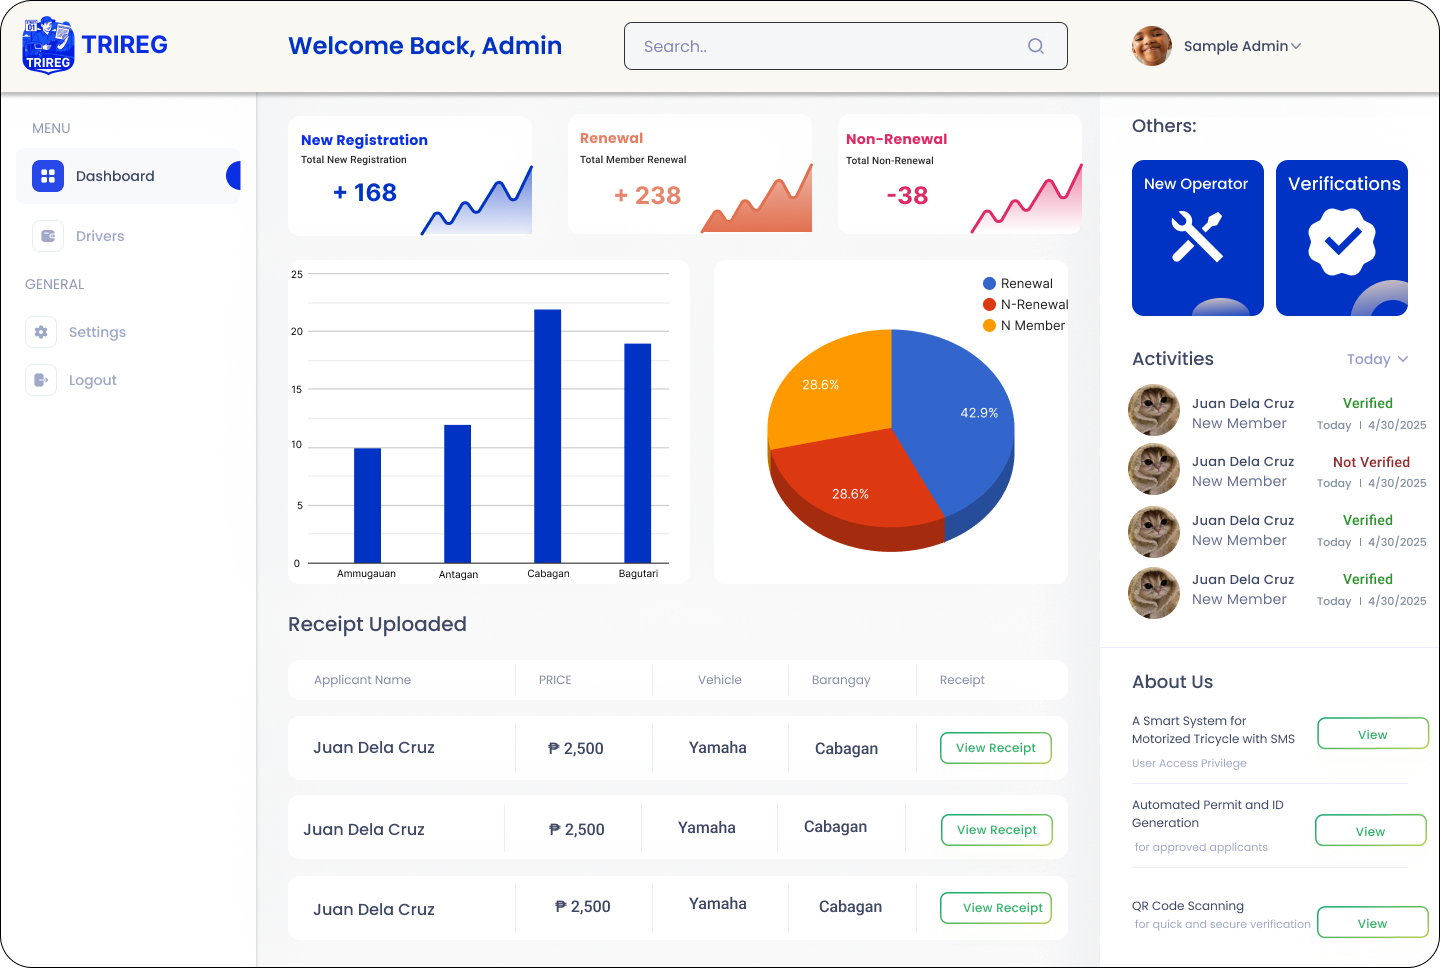 01
TRIREG
TRIREG
Welcome Back, Admin
Search..
Sample Admin
MENU
Dashboard
Drivers
GENERAL
Settings
Logout
New Registration
Total New Registration
+ 168
Renewal
Total Member Renewal
+ 238
Non-Renewal
Total Non-Renewal
-38
25
20
15
10
5
0
Ammugauan
Antagan
Cabagan
Bagutari
Renewal
N-Renewal
N Member
28.6%
42.9%
28.6%
Receipt Uploaded
Applicant Name PRICE Vehicle Barangay Receipt
Juan Dela Cruz ₱ 2,500 Yamaha Cabagan View Receipt
Juan Dela Cruz ₱ 2,500 Yamaha Cabagan View Receipt
Juan Dela Cruz ₱ 2,500 Yamaha Cabagan View Receipt
Others:
New Operator
Verifications
Activities
Today
Juan Dela Cruz Verified
New Member Today | 4/30/2025
Juan Dela Cruz Not Verified
New Member Today | 4/30/2025
Juan Dela Cruz Verified
New Member Today | 4/30/2025
Juan Dela Cruz Verified
New Member Today | 4/30/2025
About Us
A Smart System for
Motorized Tricycle with SMS
User Access Privilege
View
Automated Permit and ID
Generation
for approved applicants
View
QR Code Scanning
for quick and secure verification
View